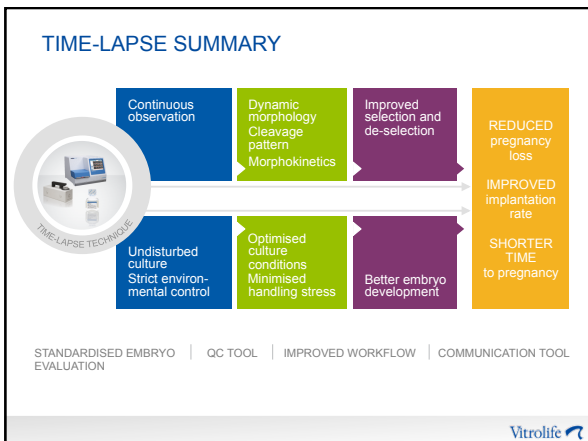 TIME-LAPSE SUMMARY
Continuous
observation
Dynamic
morphology
Cleavage
pattern
Morphokinetics
Improved
selection and
de-selection
REDUCED
pregnancy
loss
IMPROVED
implantation
rate
SHORTER
TIME
to pregnancy
TIME-LAPSE TECHNIQUE
Undisturbed
culture
Strict environ-
mental control
Optimised
culture
conditions
Minimised
handling stress
Better embryo
development
STANDARDISED EMBRYO
EVALUATION
QC TOOL
IMPROVED WORKFLOW
COMMUNICATION TOOL
Vitrolife